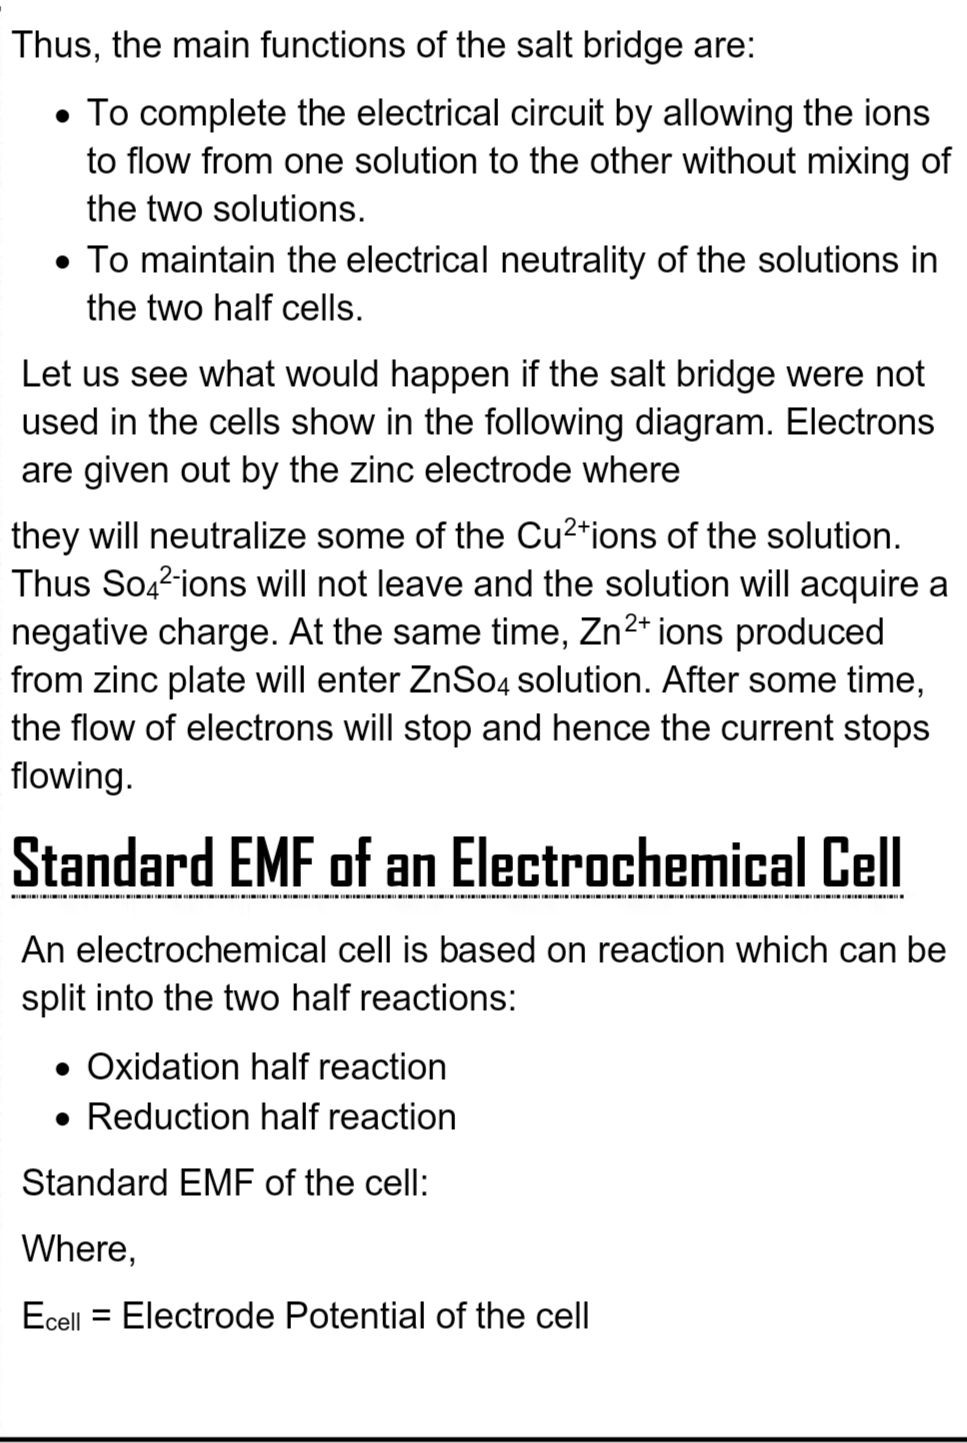 Thus, the main functions of the salt bridge are:
• To complete the electrical circuit by allowing the ions
to flow from one solution to the other without mixing of
the two solutions.
• To maintain the electrical neutrality of the solutions in
the two half cells.
Let us see what would happen if the salt bridge were not
used in the cells show in the following diagram. Electrons
are given out by the zinc electrode where
they will neutralize some of the Cu²⁺ions of the solution.
Thus So₄²⁻ions will not leave and the solution will acquire a
negative charge. At the same time, Zn²⁺ ions produced
from zinc plate will enter ZnSo₄ solution. After some time,
the flow of electrons will stop and hence the current stops
flowing.
Standard EMF of an Electrochemical Cell
An electrochemical cell is based on reaction which can be
split into the two half reactions:
• Oxidation half reaction
• Reduction half reaction
Standard EMF of the cell:
Where,
E_cell = Electrode Potential of the cell